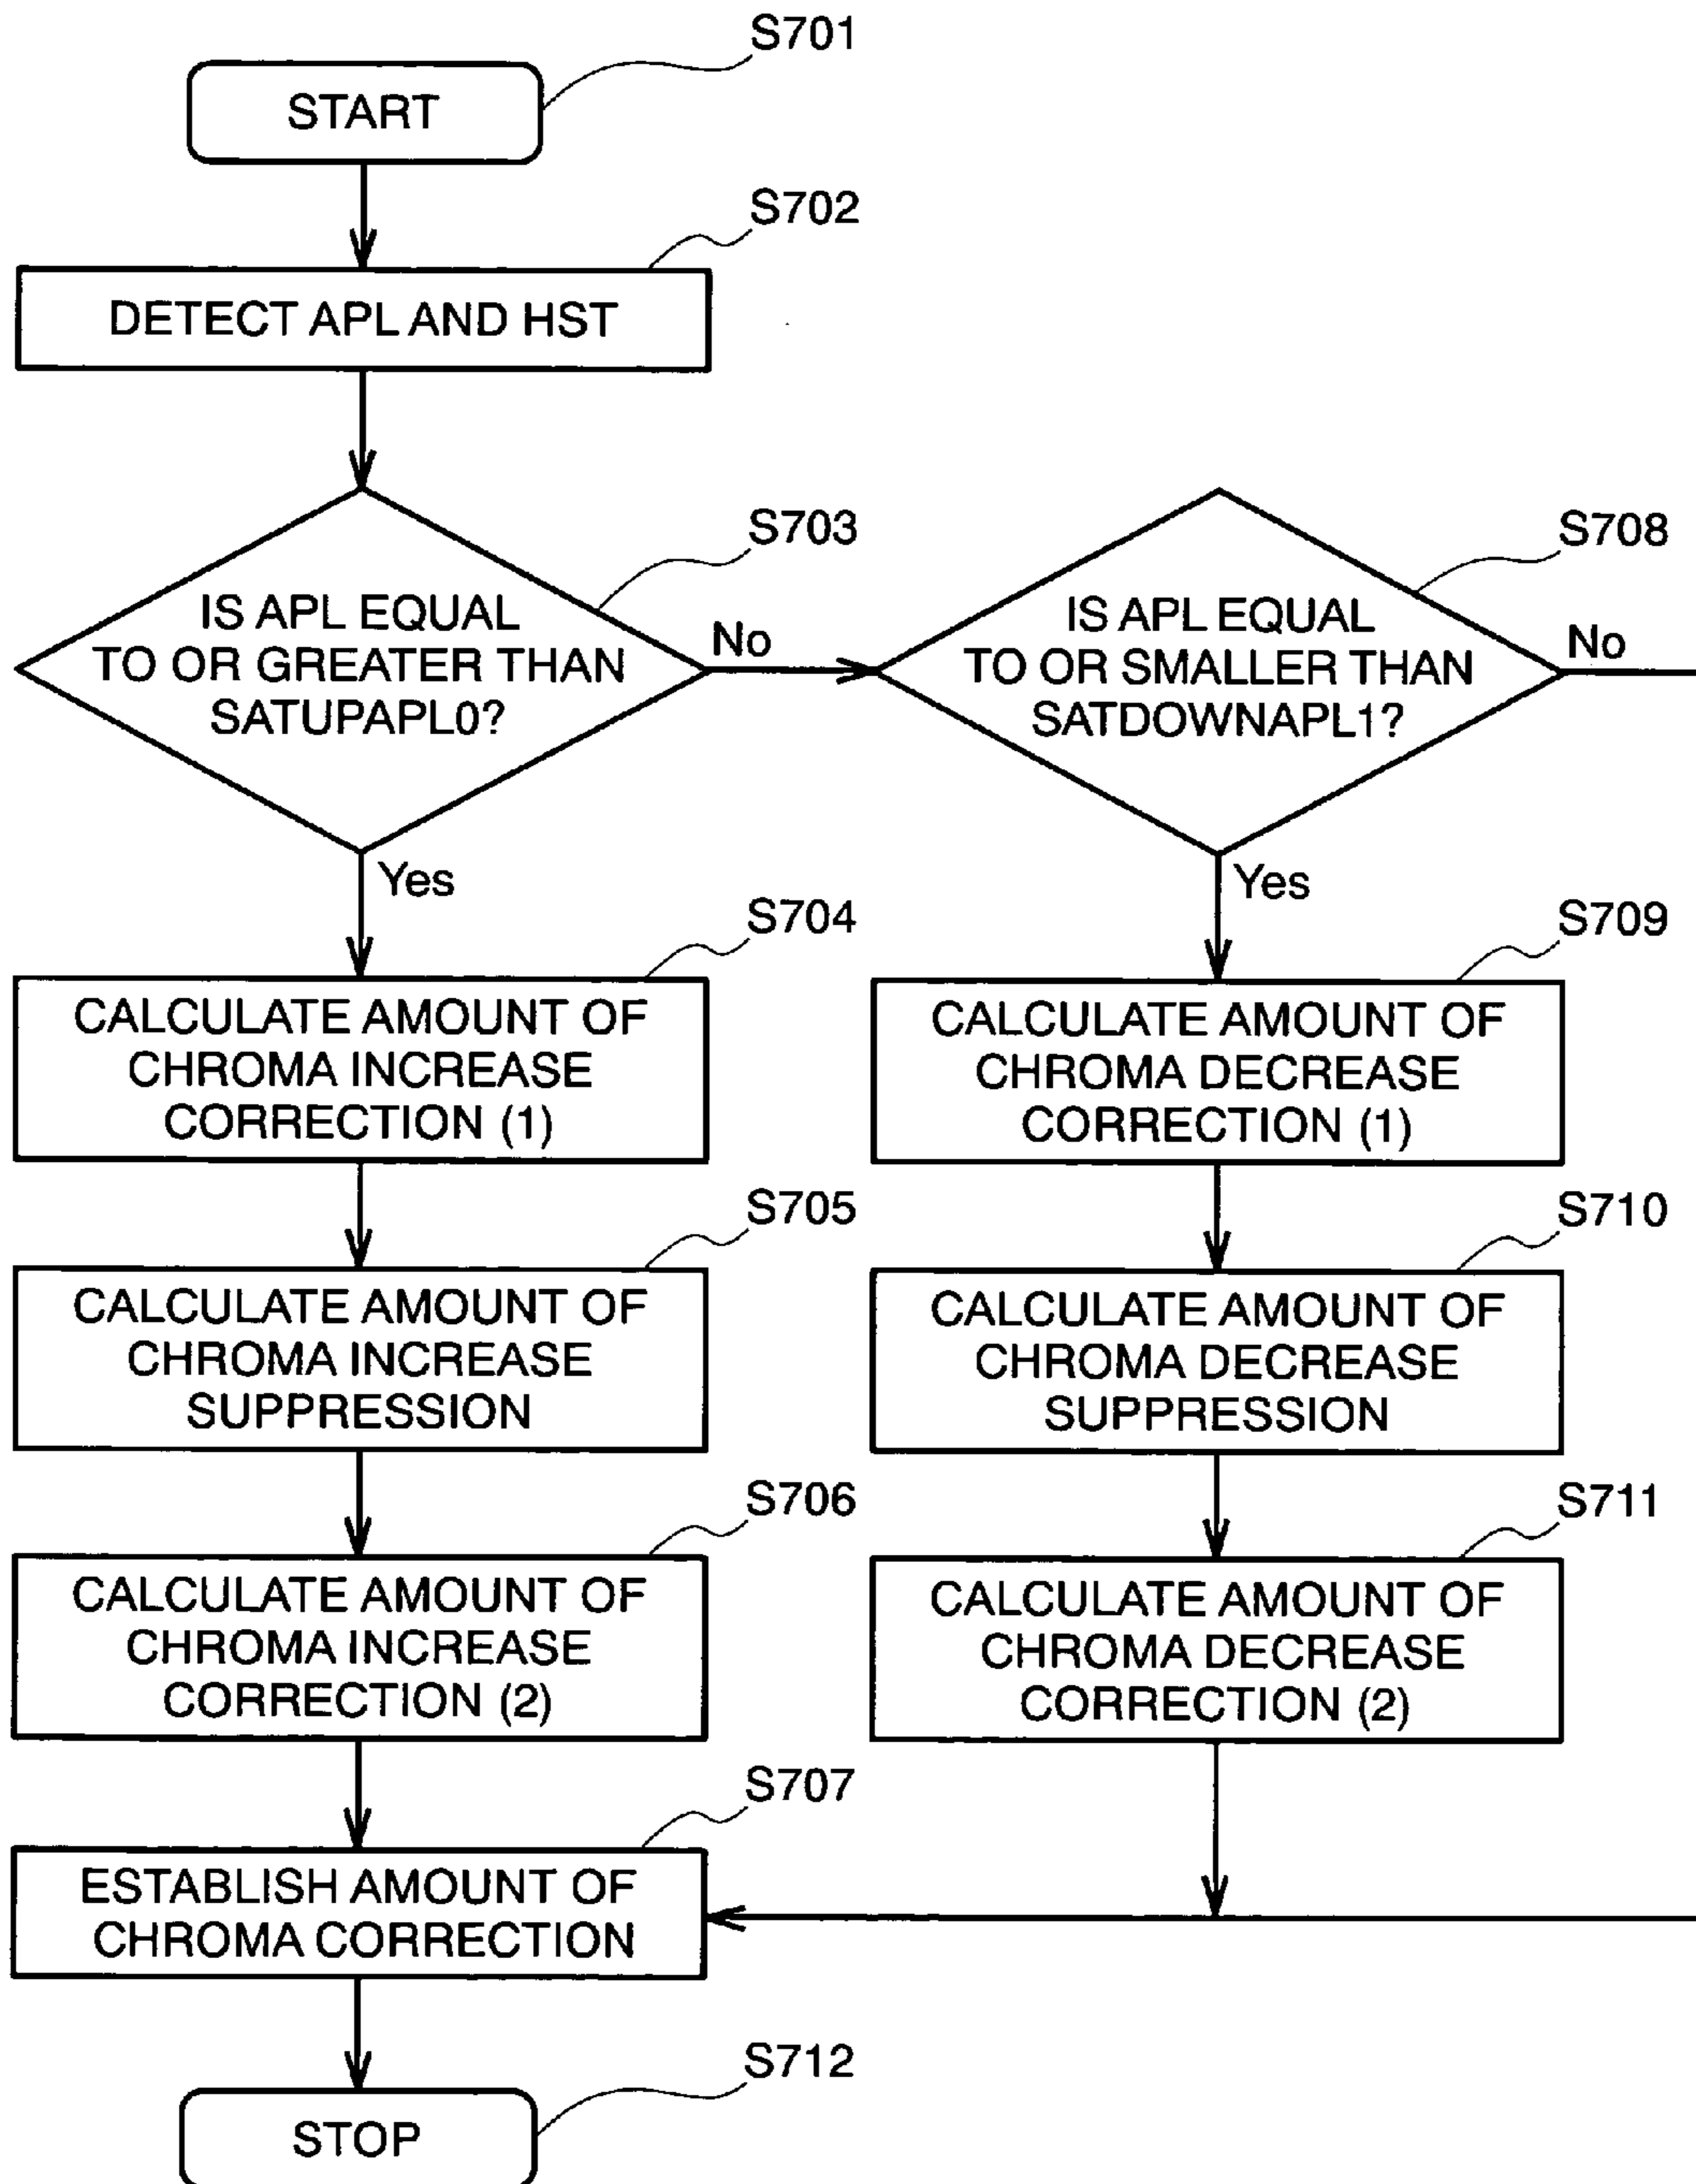 S701
START
S702
DETECT APL AND HST
S703
IS APL EQUAL
TO OR GREATER THAN
SATUPAPL0?
No
Yes
S708
IS APL EQUAL
TO OR SMALLER THAN
SATDOWNAPL1?
No
Yes
S704
CALCULATE AMOUNT OF
CHROMA INCREASE
CORRECTION (1)
S709
CALCULATE AMOUNT OF
CHROMA DECREASE
CORRECTION (1)
S705
CALCULATE AMOUNT OF
CHROMA INCREASE
SUPPRESSION
S710
CALCULATE AMOUNT OF
CHROMA DECREASE
SUPPRESSION
S706
CALCULATE AMOUNT OF
CHROMA INCREASE
CORRECTION (2)
S711
CALCULATE AMOUNT OF
CHROMA DECREASE
CORRECTION (2)
S707
ESTABLISH AMOUNT OF
CHROMA CORRECTION
S712
STOP